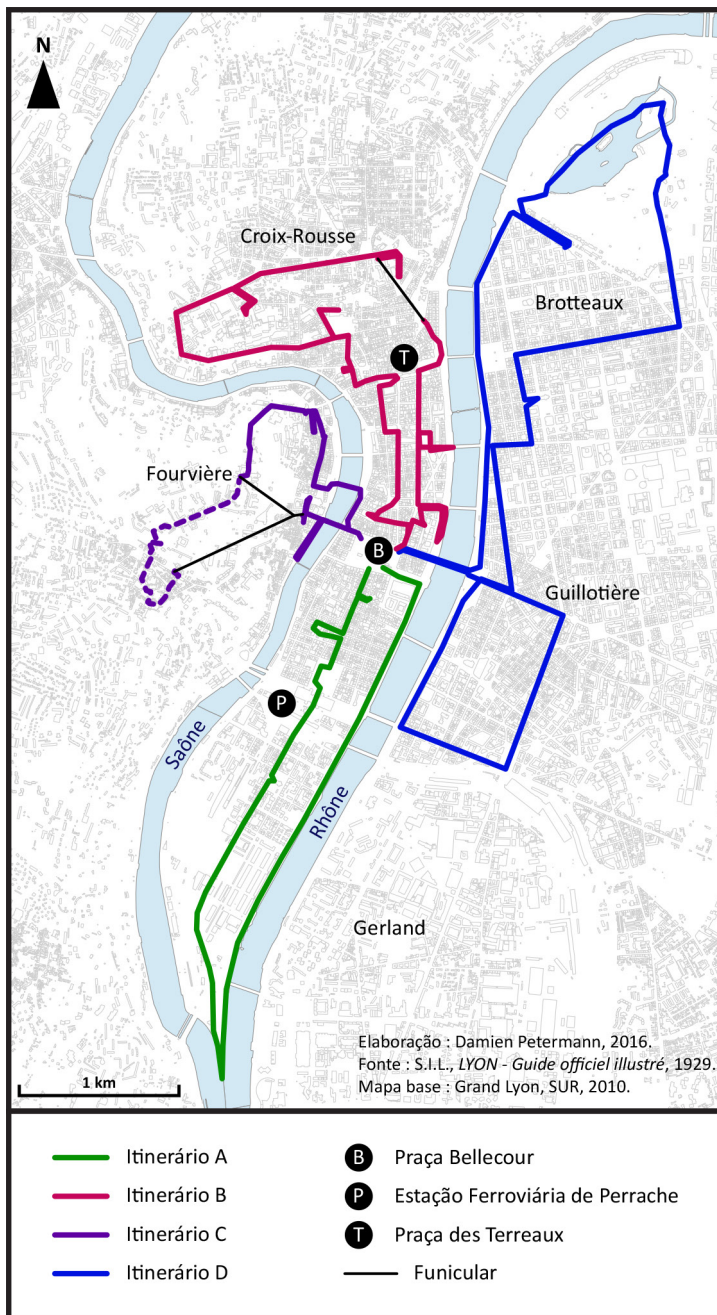 N
Croix-Rousse
Brotteaux
T
Fourvière
B
Guillotière
P
Saône
Rhône
Gerland
Elaboração : Damien Petermann, 2016.
Fonte : S.I.L., LYON - Guide officiel illustré, 1929.
Mapa base : Grand Lyon, SUR, 2010.
1 km
Itinerário A
Itinerário B
Itinerário C
Itinerário D
B Praça Bellecour
P Estação Ferroviária de Perrache
T Praça des Terreaux
Funicular